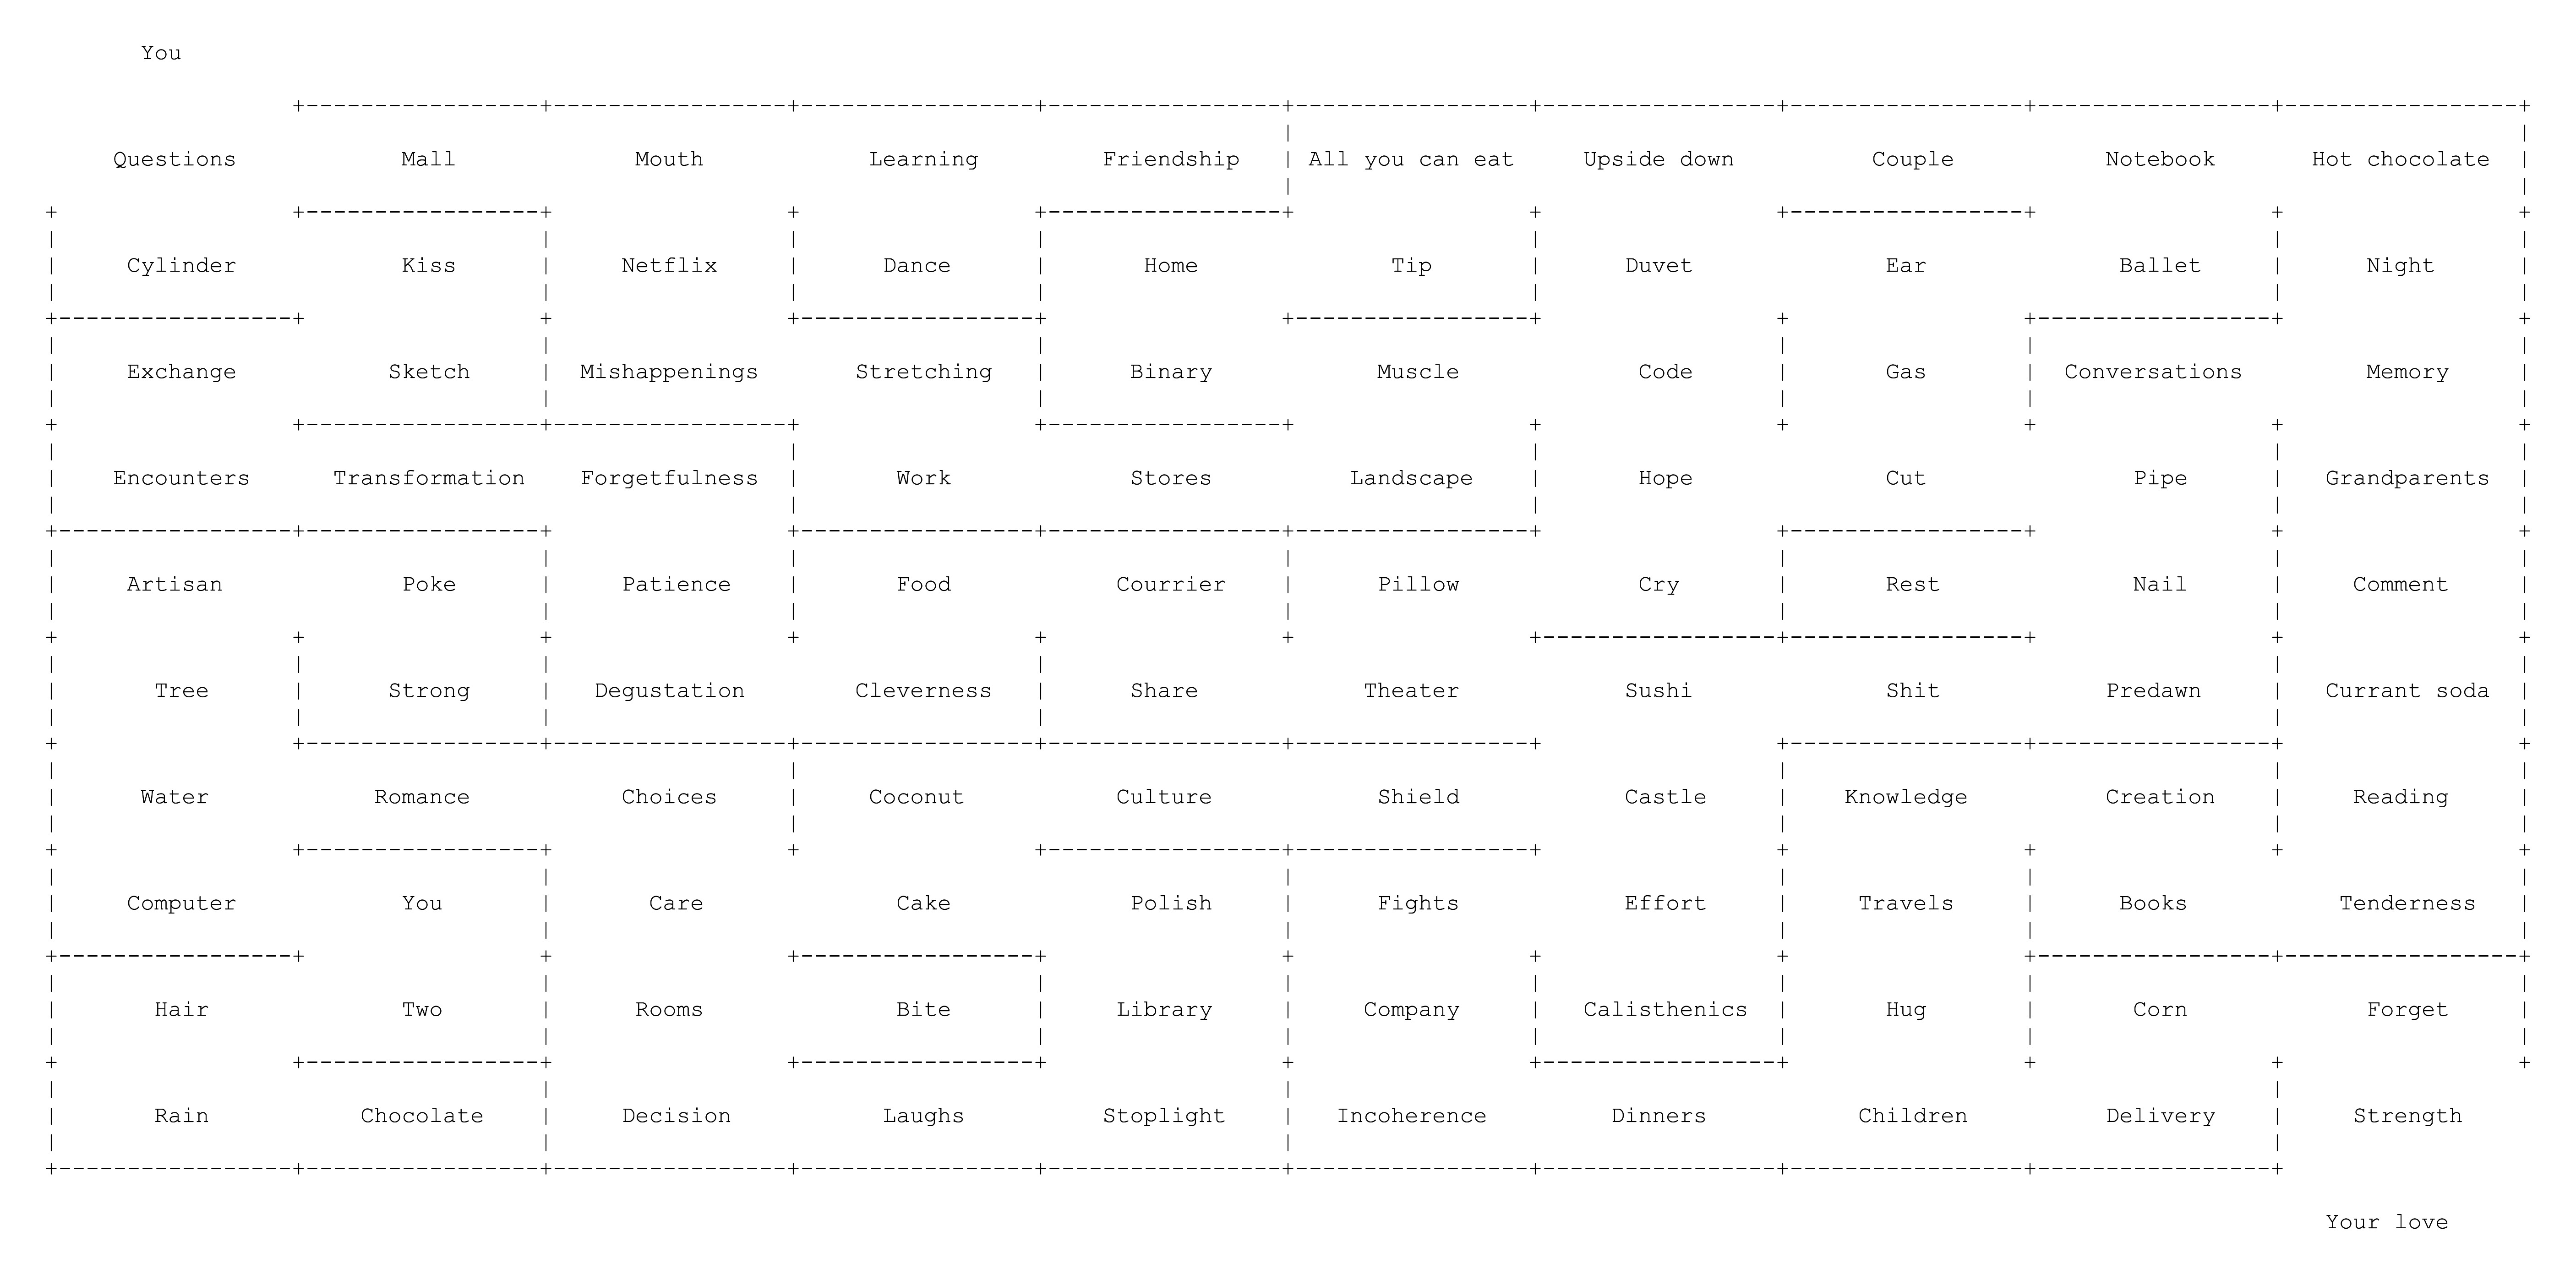 You
Questions Mall Mouth Learning Friendship All you can eat Upside down Couple Notebook Hot chocolate
Cylinder Kiss Netflix Dance Home Tip Duvet Ear Ballet Night
Exchange Sketch Mishappenings Stretching Binary Muscle Code Gas Conversations Memory
Encounters Transformation Forgetfulness Work Stores Landscape Hope Cut Pipe Grandparents
Artisan Poke Patience Food Courrier Pillow Cry Rest Nail Comment
Tree Strong Degustation Cleverness Share Theater Sushi Shit Predawn Currant soda
Water Romance Choices Coconut Culture Shield Castle Knowledge Creation Reading
Computer You Care Cake Polish Fights Effort Travels Books Tenderness
Hair Two Rooms Bite Library Company Calisthenics Hug Corn Forget
Rain Chocolate Decision Laughs Stoplight Incoherence Dinners Children Delivery Strength
Your love